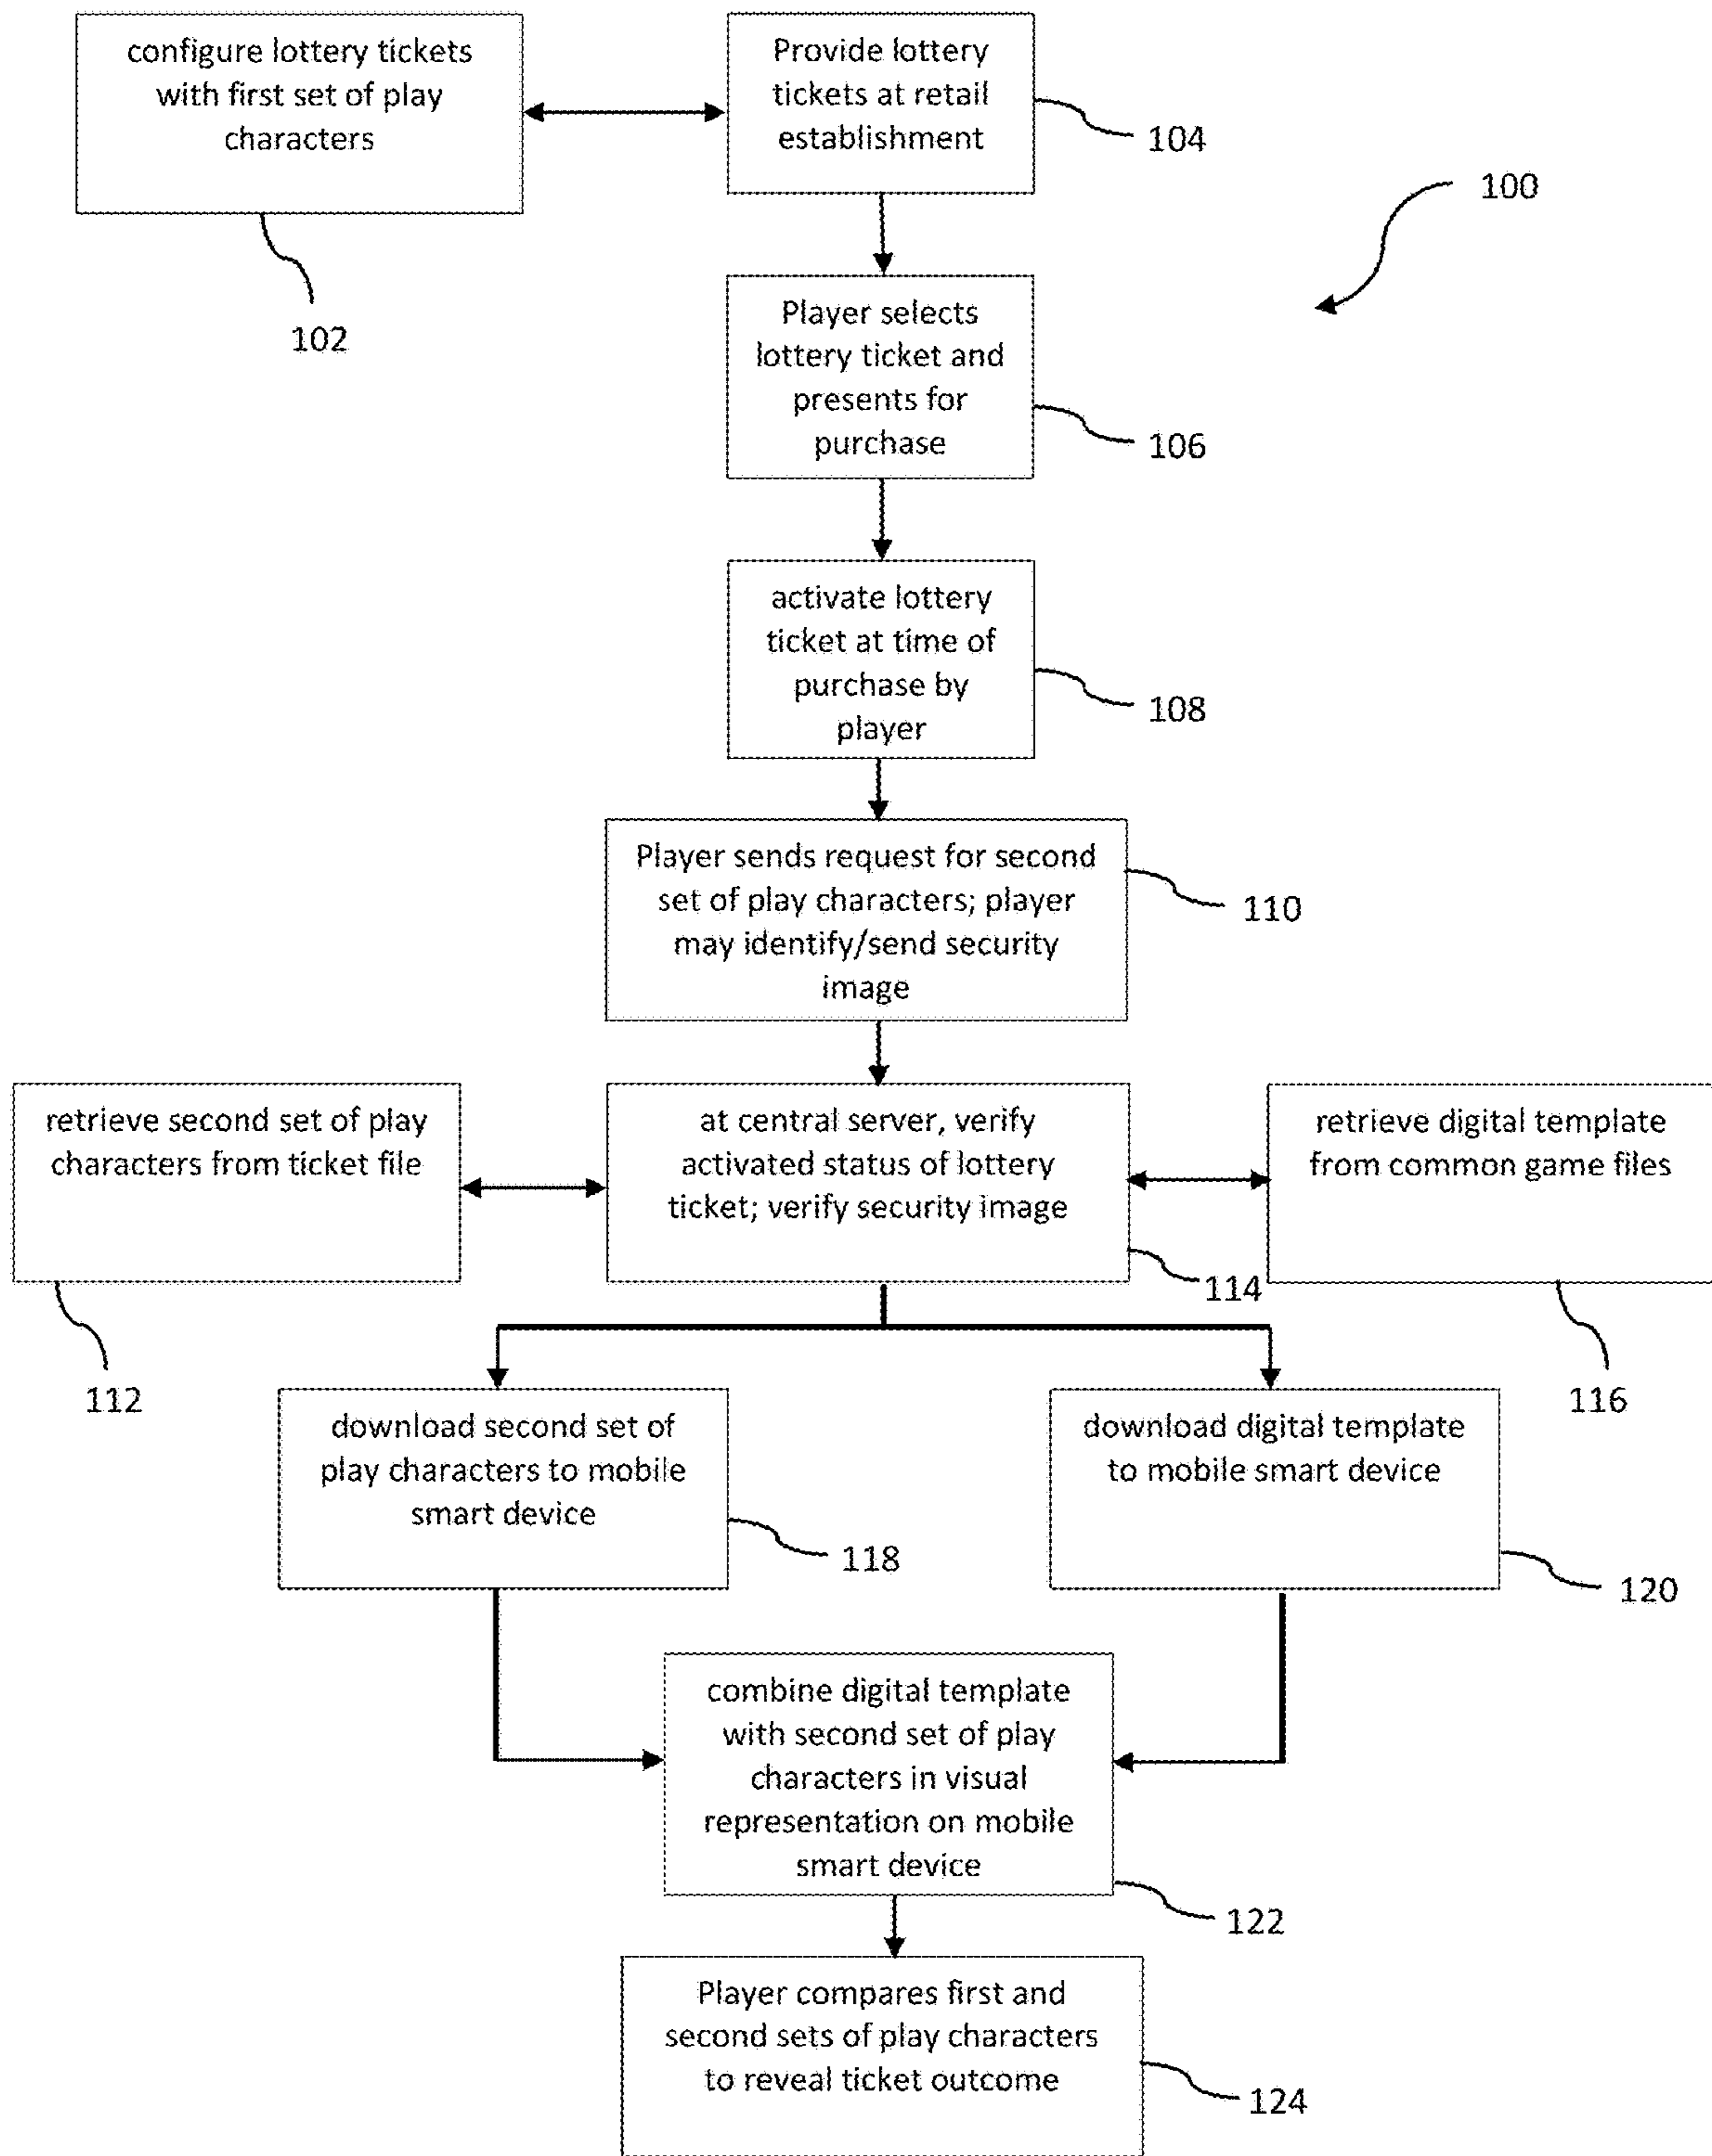 configure lottery tickets
with first set of play
characters
102
Provide lottery
tickets at retail
establishment
104
100
Player selects
lottery ticket and
presents for
purchase
106
activate lottery
ticket at time of
purchase by
player
108
Player sends request for second
set of play characters; player
may identify/send security
image
110
retrieve second set of play
characters from ticket file
112
at central server, verify
activated status of lottery
ticket; verify security image
114
retrieve digital template
from common game files
116
download second set of
play characters to mobile
smart device
118
download digital template
to mobile smart device
120
combine digital template
with second set of play
characters in visual
representation on mobile
smart device
122
Player compares first and
second sets of play characters
to reveal ticket outcome
124